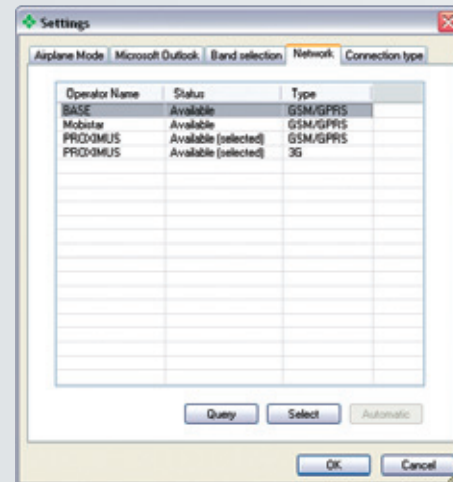 Settings
Airplane Mode Microsoft Outlook Band selection Network Connection type
Operator Name Status Type
BASE Available GSM/GPRS
Mobistar Available GSM/GPRS
PROXIMUS Available (selected) GSM/GPRS
PROXIMUS Available (selected) 3G
Query Select Automatic
OK Cancel